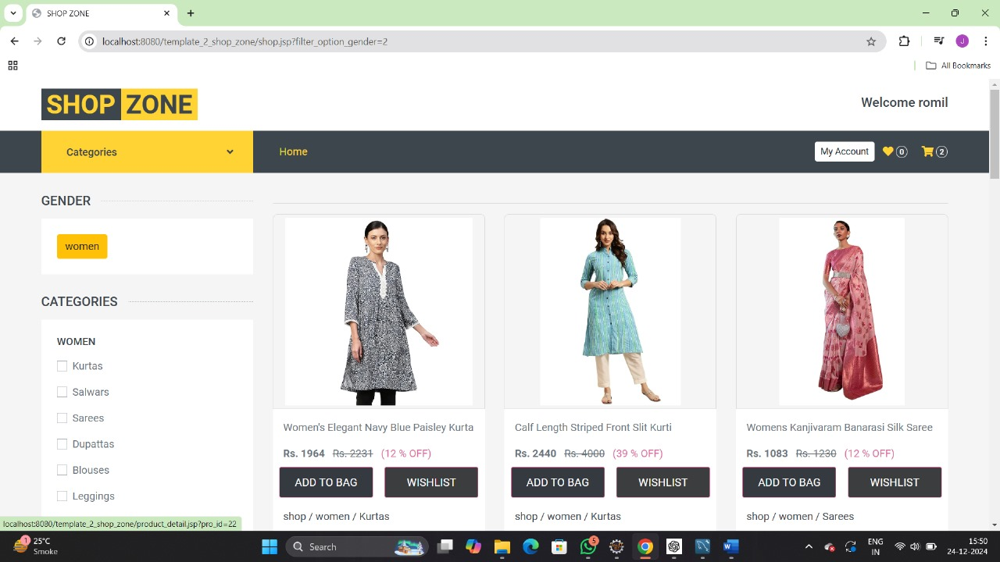 SHOP ZONE
localhost:8080/template_2_shop_zone/shop.jsp?filter_option_gender=2
J
All Bookmarks
SHOP ZONE
Welcome romil
Categories
Home
My Account
0
2
GENDER
women
CATEGORIES
WOMEN
Kurtas
Salwars
Sarees
Dupattas
Blouses
Leggings
Women's Elegant Navy Blue Paisley Kurta
Rs. 1964 Rs. 2231 (12 % OFF)
ADD TO BAG WISHLIST
shop / women / Kurtas
Calf Length Striped Front Slit Kurti
Rs. 2440 Rs. 4000 (39 % OFF)
ADD TO BAG WISHLIST
shop / women / Kurtas
Womens Kanjivaram Banarasi Silk Saree
Rs. 1083 Rs. 1230 (12 % OFF)
ADD TO BAG WISHLIST
shop / women / Sarees
localhost:8080/template_2_shop_zone/product_detail.jsp?pro_id=22
1
25°C
Smoke
Search
5
W
ENG
IN
15:50
24-12-2024